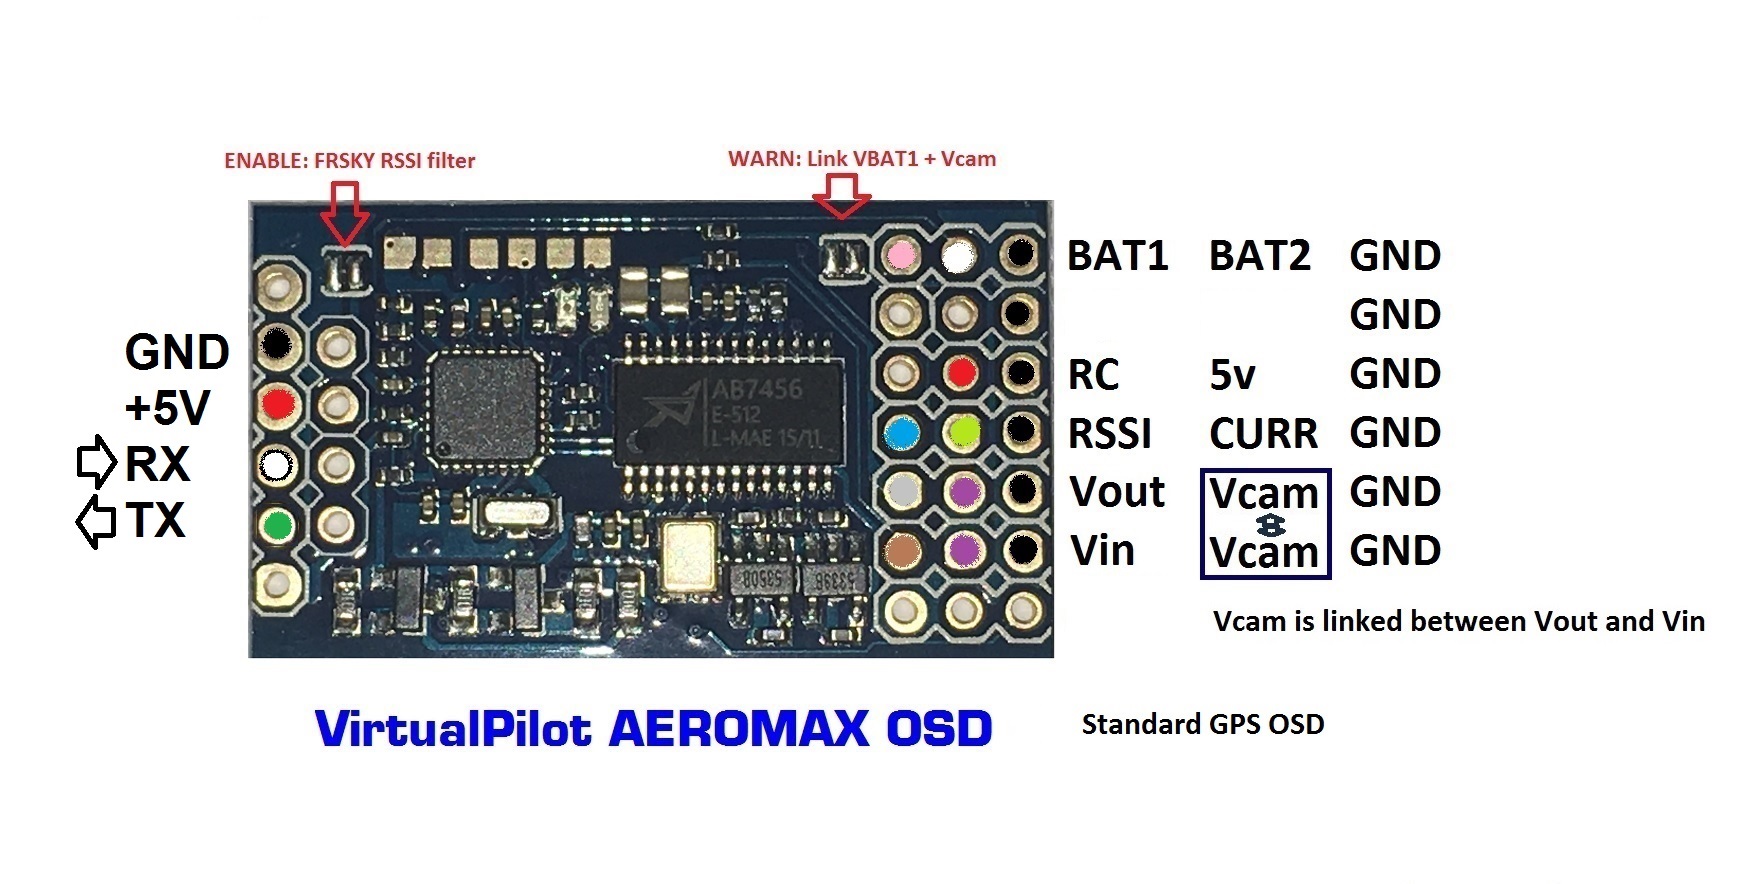 ENABLE: FRSKY RSSI filter
WARN: Link VBAT1 + Vcam
BAT1 BAT2 GND
GND
RC 5v GND
RSSI CURR GND
Vout Vcam GND
Vin Vcam GND
Vcam is linked between Vout and Vin
GND
+5V
RX
TX
AB7456
E-512
L-MAE 15/11
5350B
5339B
VirtualPilot AEROMAX OSD
Standard GPS OSD